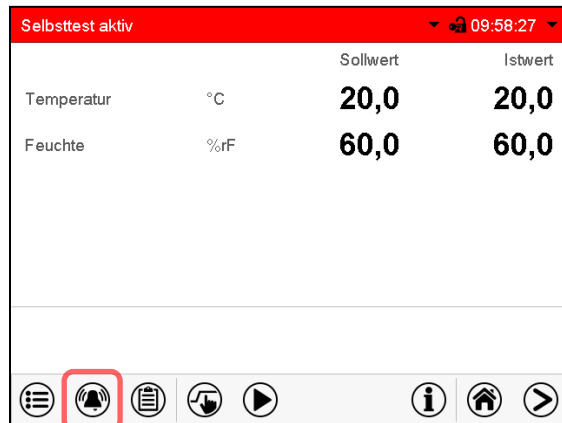 Selbsttest aktiv 09:58:27
Sollwert Istwert
Temperatur °C 20,0 20,0
Feuchte %rF 60,0 60,0